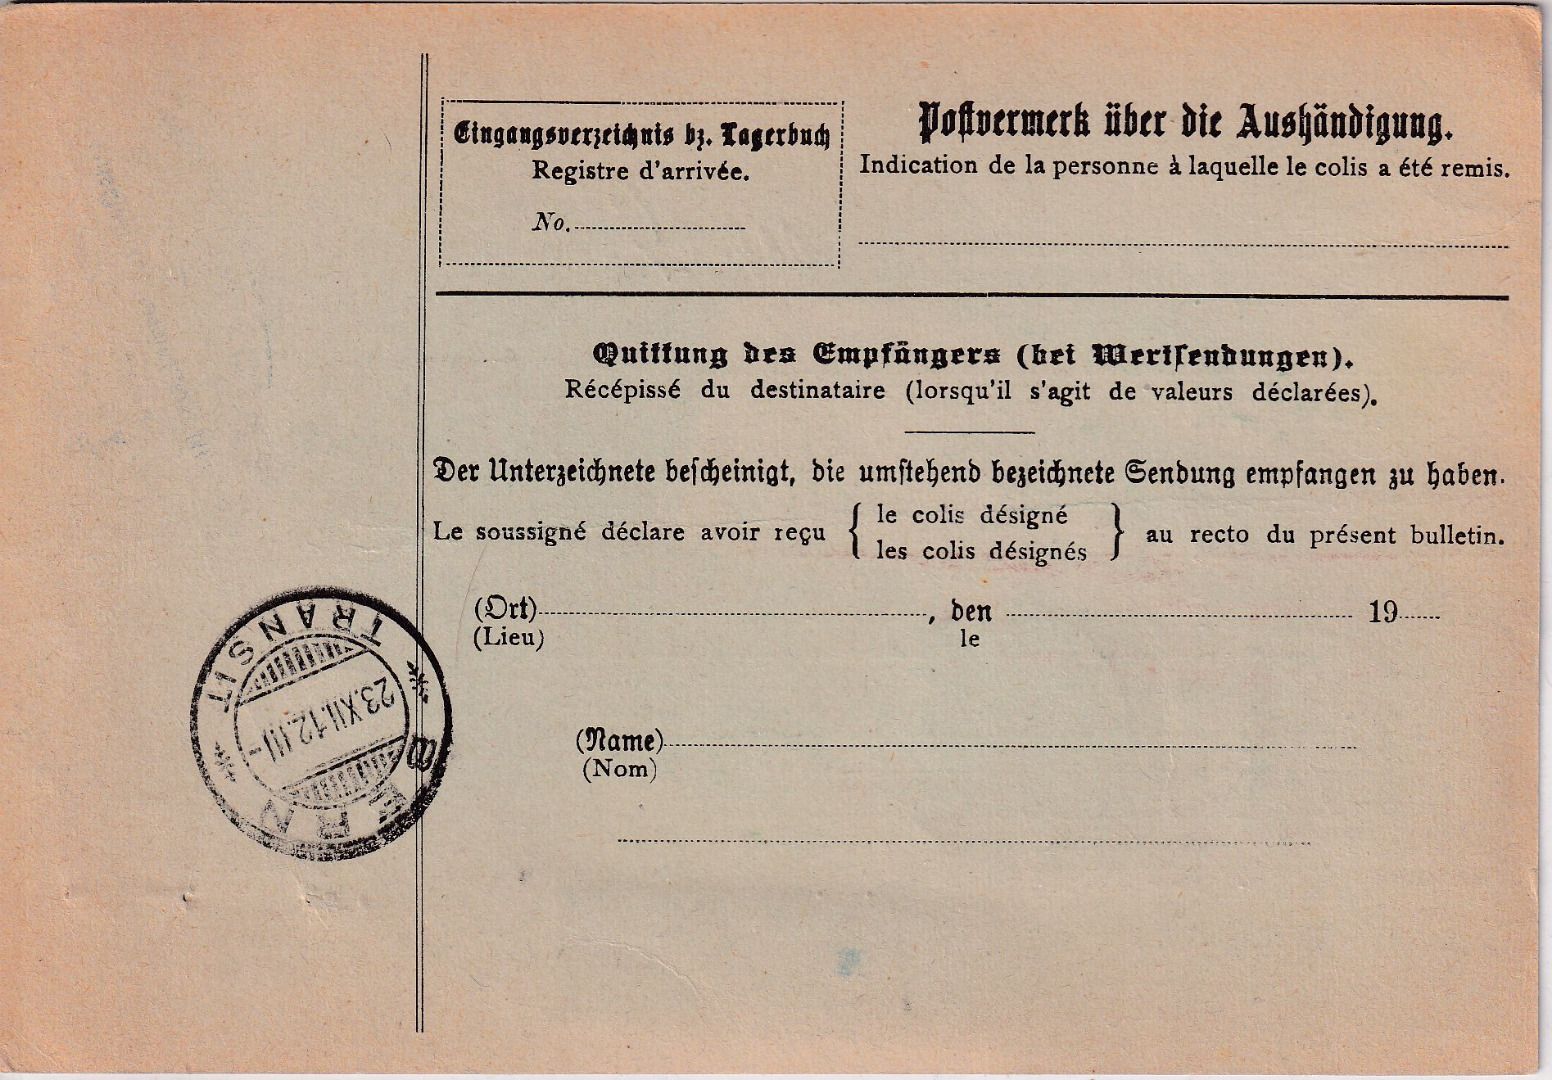 Eingangsverzeichnis bz. Lagerbuch
Registre d'arrivée.
No.
Postvermerk über die Aushändigung.
Indication de la personne à laquelle le colis a été remis.
Quittung des Empfängers (bei Wertsendungen).
Récépissé du destinataire (lorsqu'il s'agit de valeurs déclarées).
Der Unterzeichnete bescheinigt, die umstehend bezeichnete Sendung empfangen zu haben.
Le soussigné déclare avoir reçu { le colis désigné
les colis désignés } au recto du présent bulletin.
(Ort) , den 19
(Lieu) le
(Name)
(Nom)
BERN
TRANSIT
23.XII.12.III-